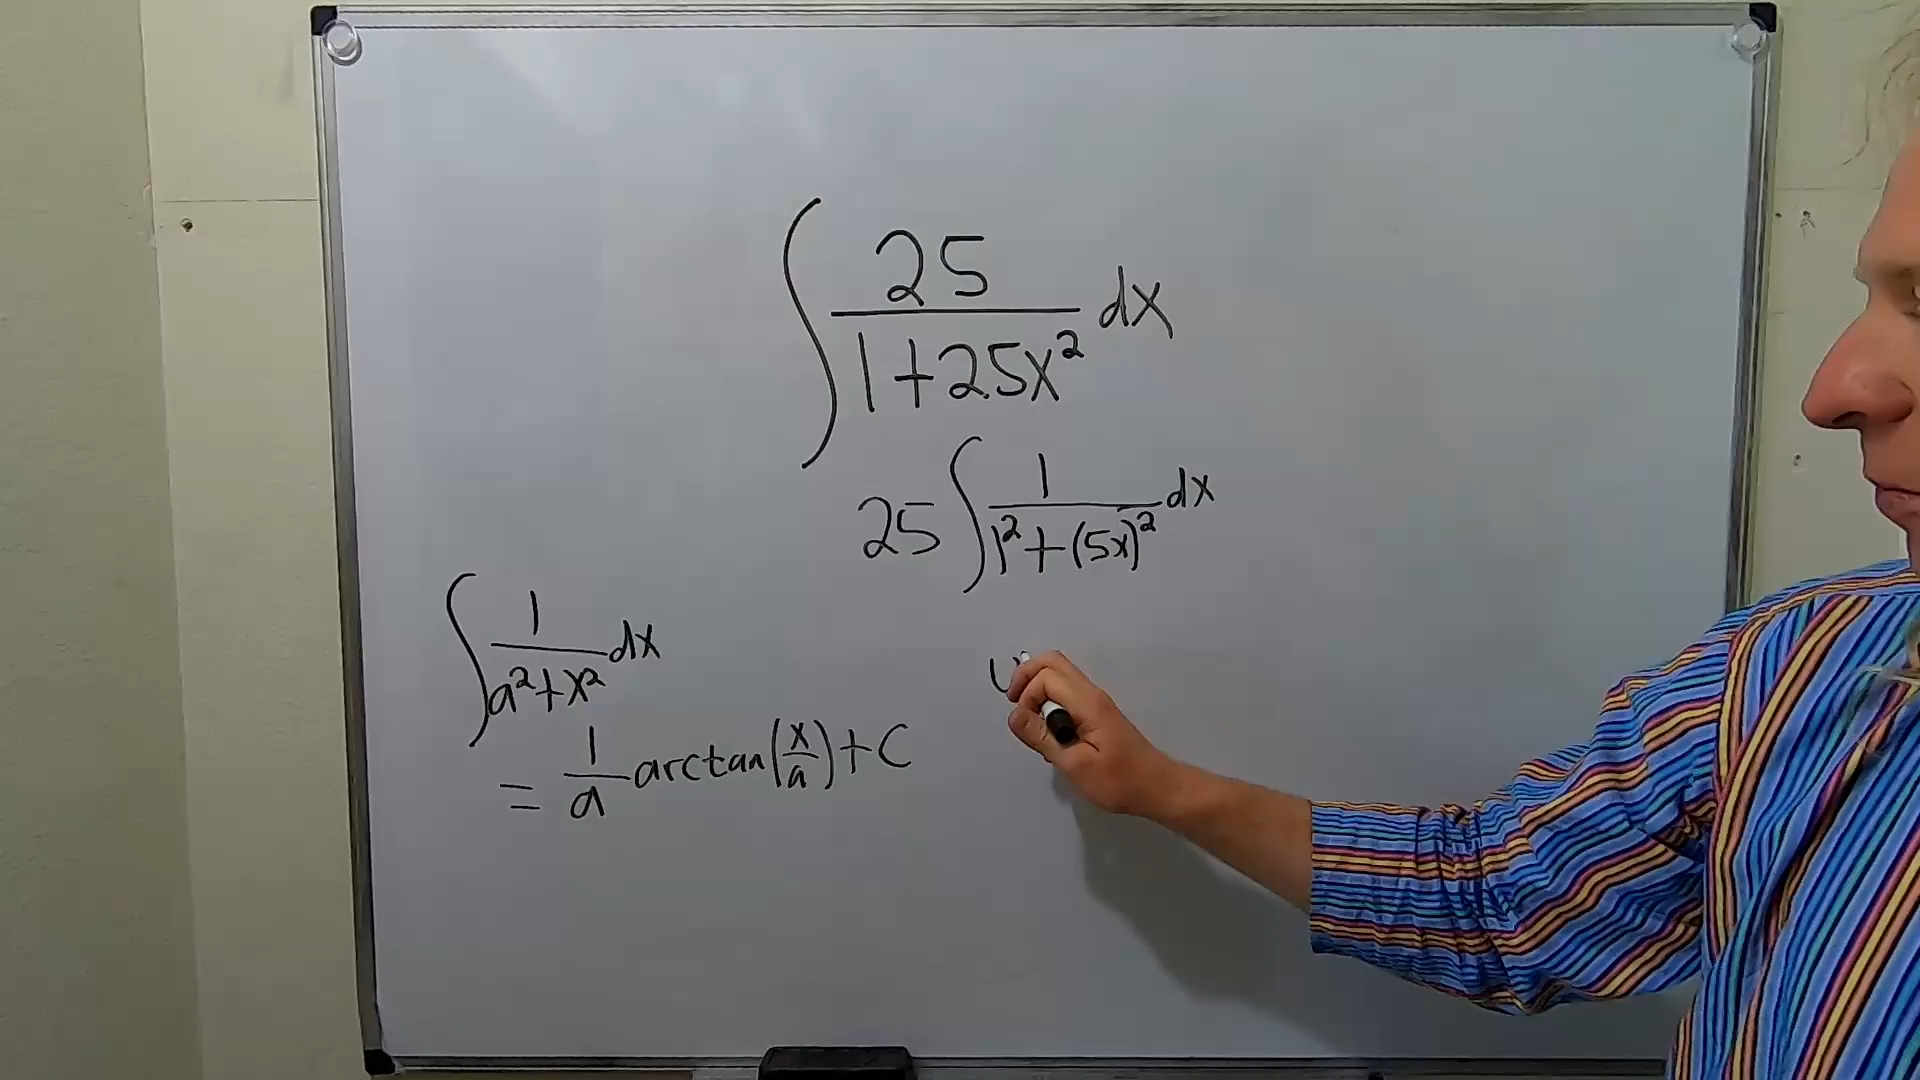 ∫ 25/(1+25x²) dx
25 ∫ 1/(1²+(5x)²) dx
∫ 1/(a²+x²) dx
= 1/a arctan(x/a)+C
u